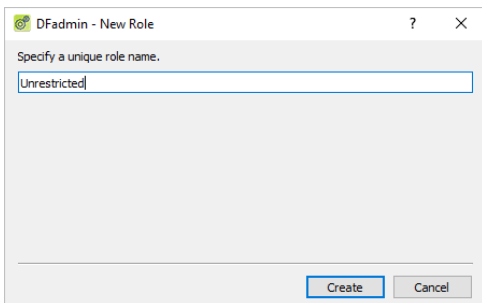 DFadmin - New Role
Specify a unique role name.
Unrestricted
Create Cancel